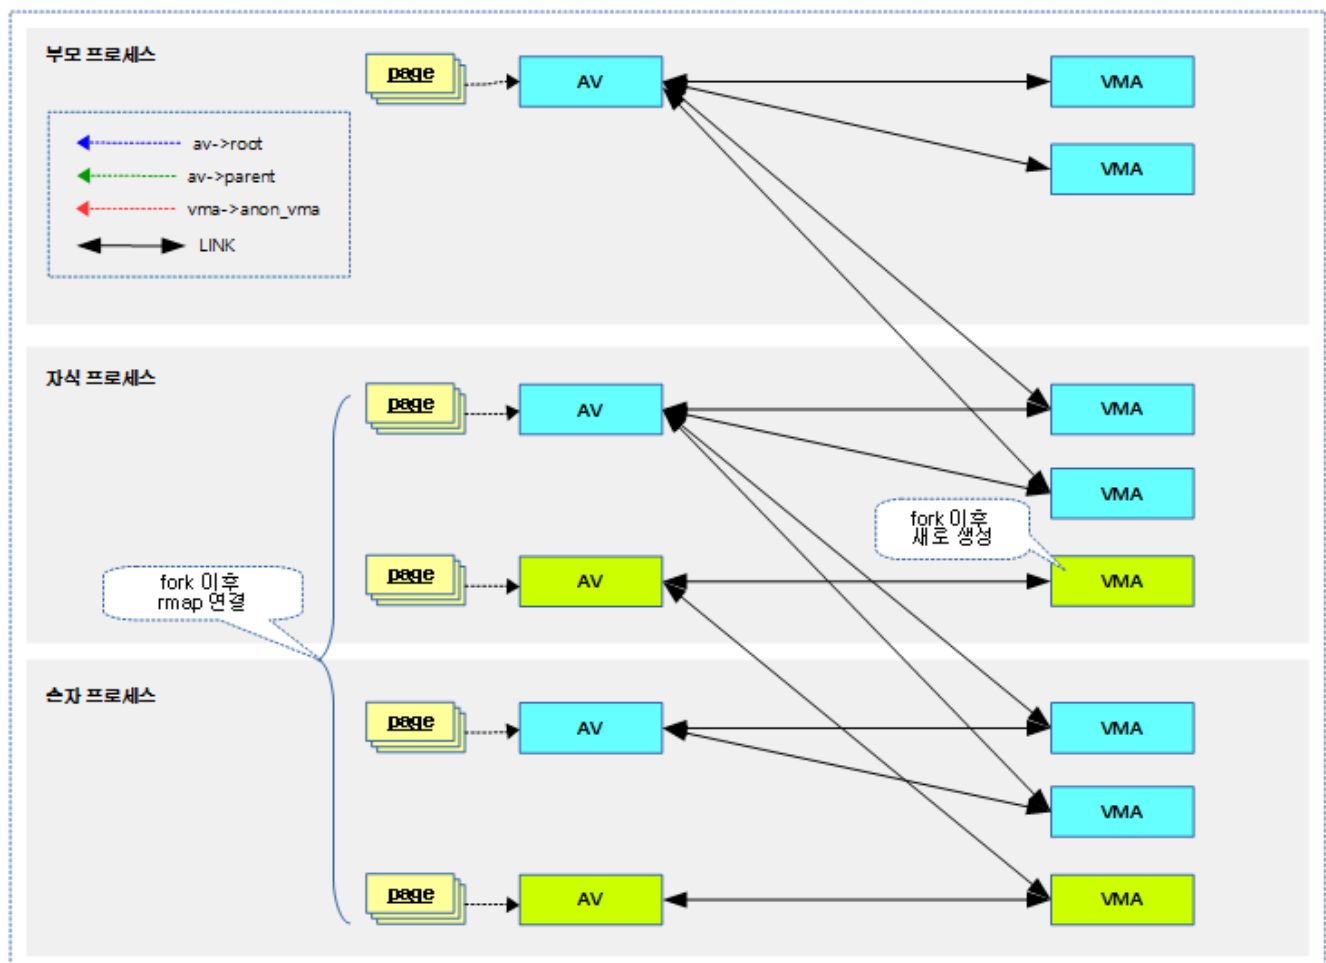 부모 프로세스
page
AV
VMA
VMA
av->root
av->parent
vma->anon_vma
LINK
자식 프로세스
page
AV
VMA
VMA
fork 이후
새로 생성
page
AV
VMA
fork 이후
rmap 연결
손자 프로세스
page
AV
VMA
VMA
page
AV
VMA